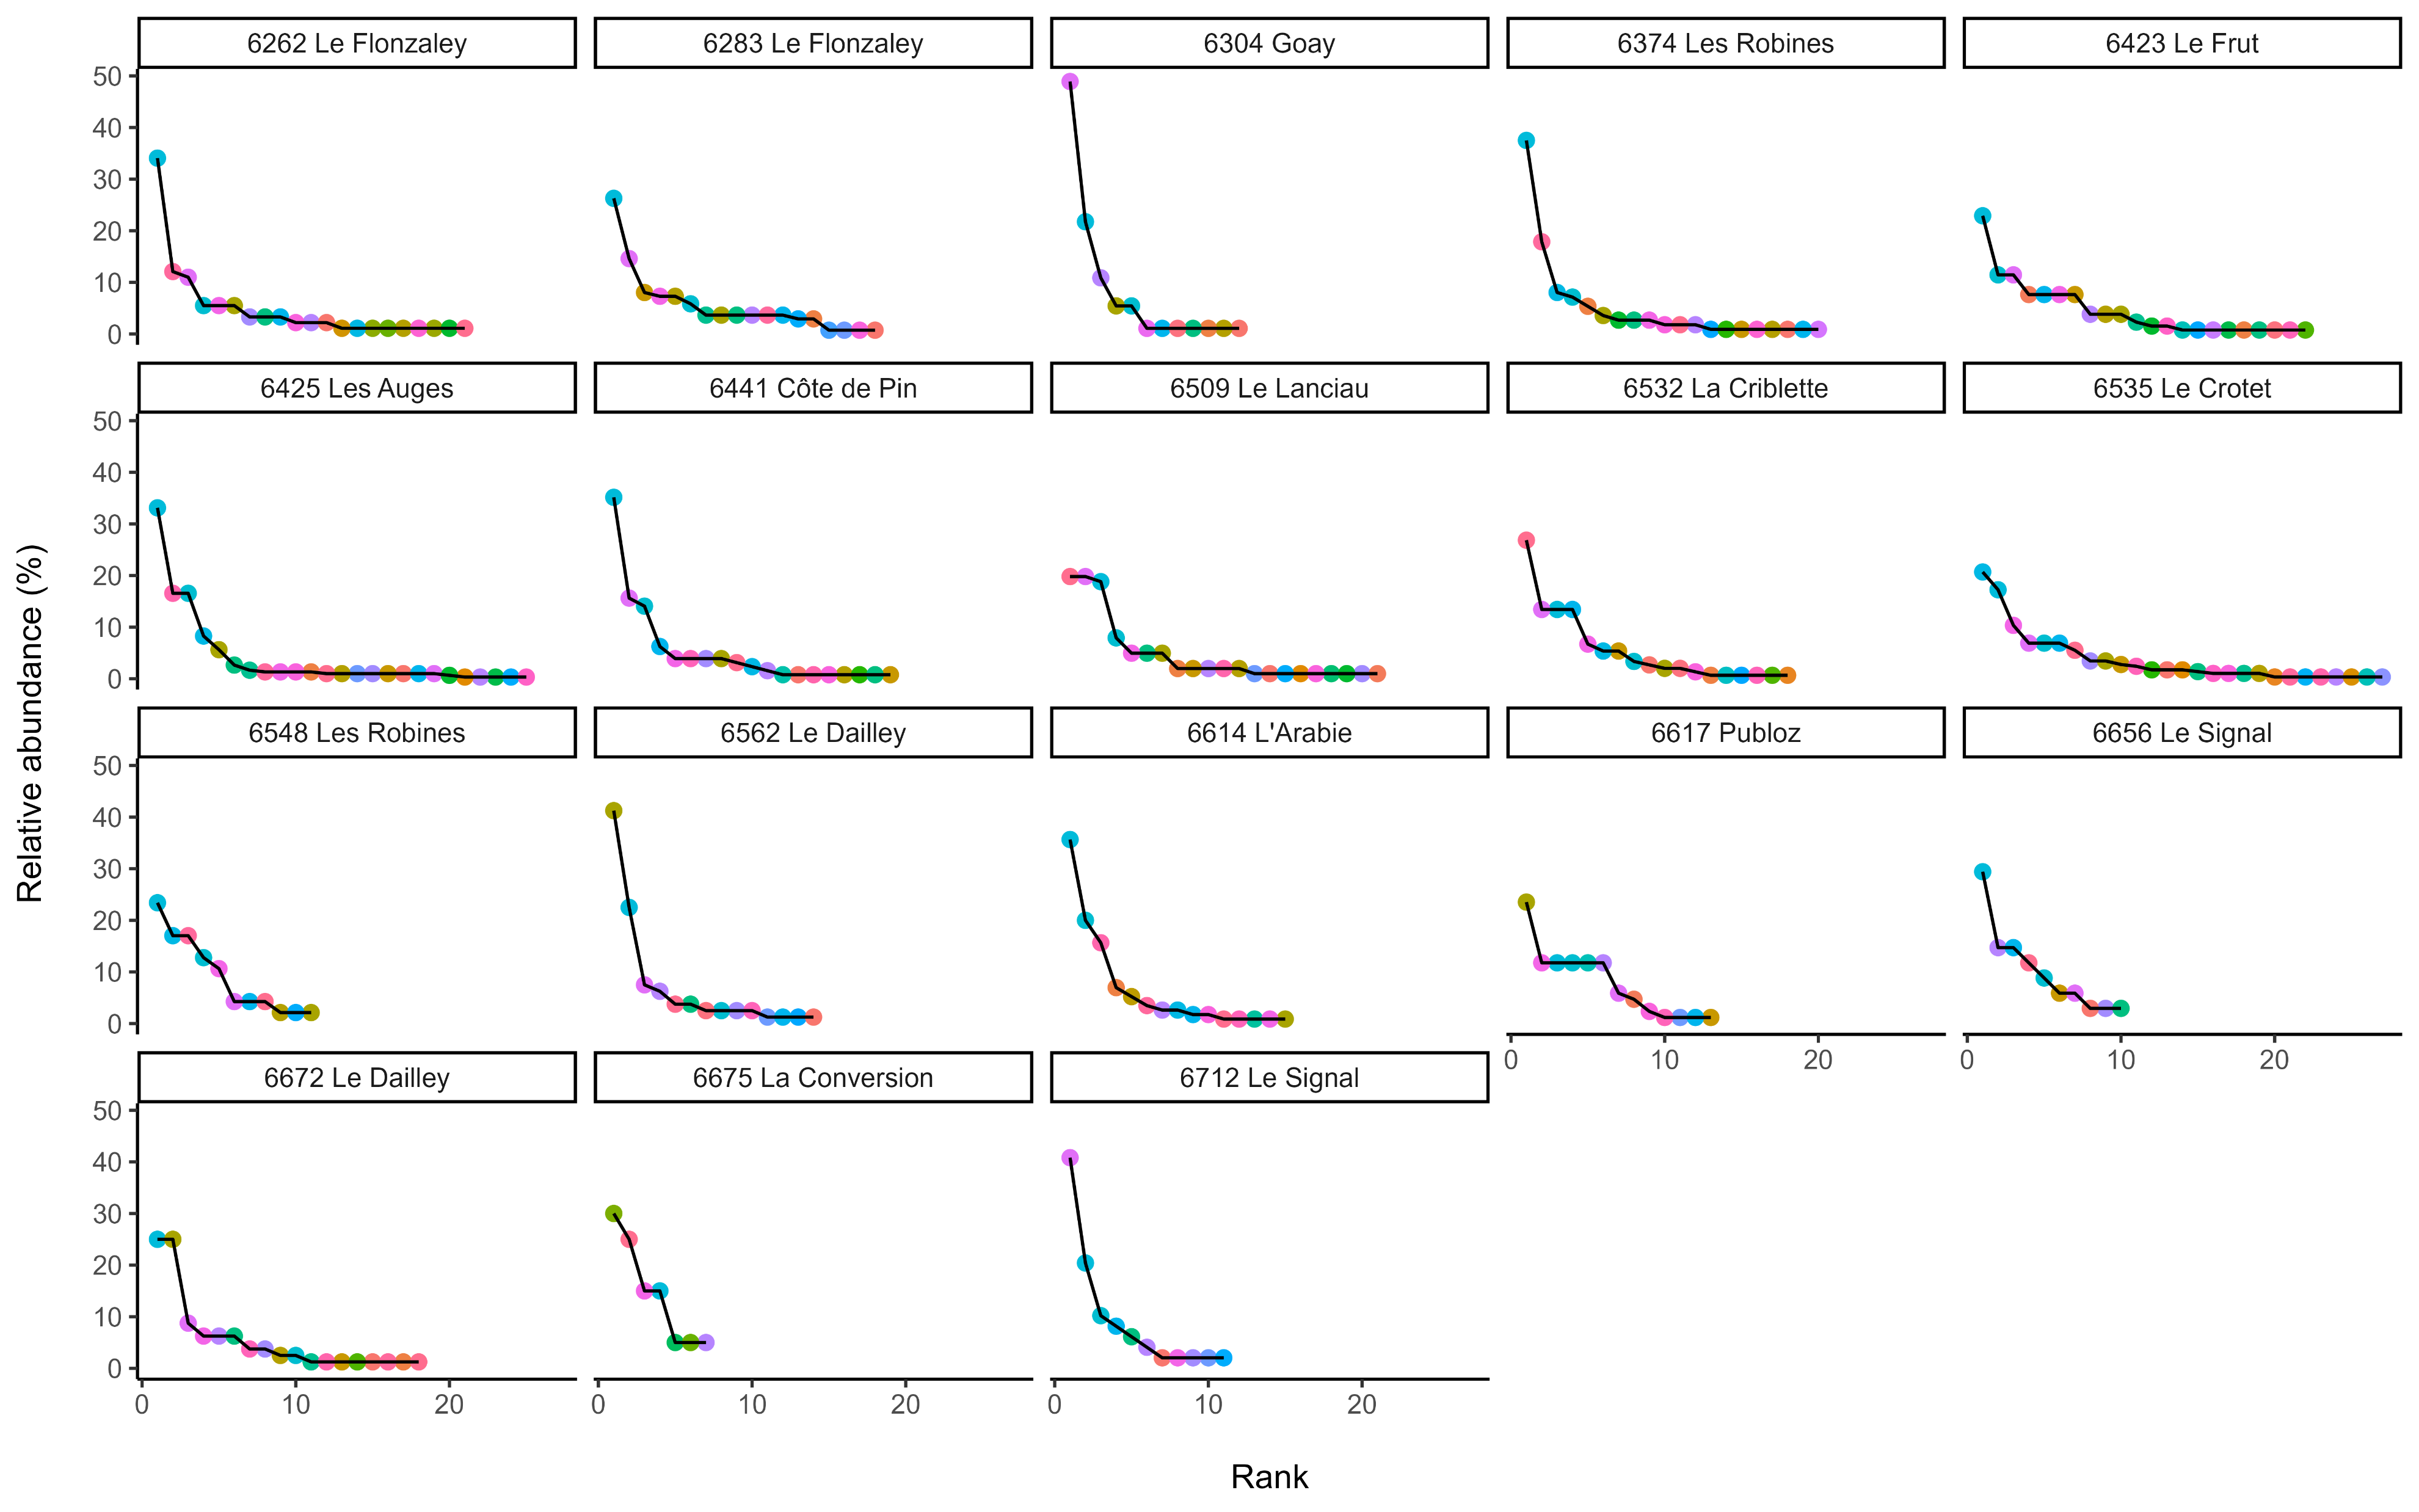 6262 Le Flonzaley
6283 Le Flonzaley
6304 Goay
6374 Les Robines
6423 Le Frut
50
40
30
20
10
0
6425 Les Auges
6441 Côte de Pin
6509 Le Lanciau
6532 La Criblette
6535 Le Crotet
50
40
30
20
10
0
Relative abundance (%)
6548 Les Robines
6562 Le Dailley
6614 L'Arabie
6617 Publoz
6656 Le Signal
50
40
30
20
10
0
0 10 20
0 10 20
6672 Le Dailley
6675 La Conversion
6712 Le Signal
50
40
30
20
10
0
0 10 20
0 10 20
0 10 20
Rank